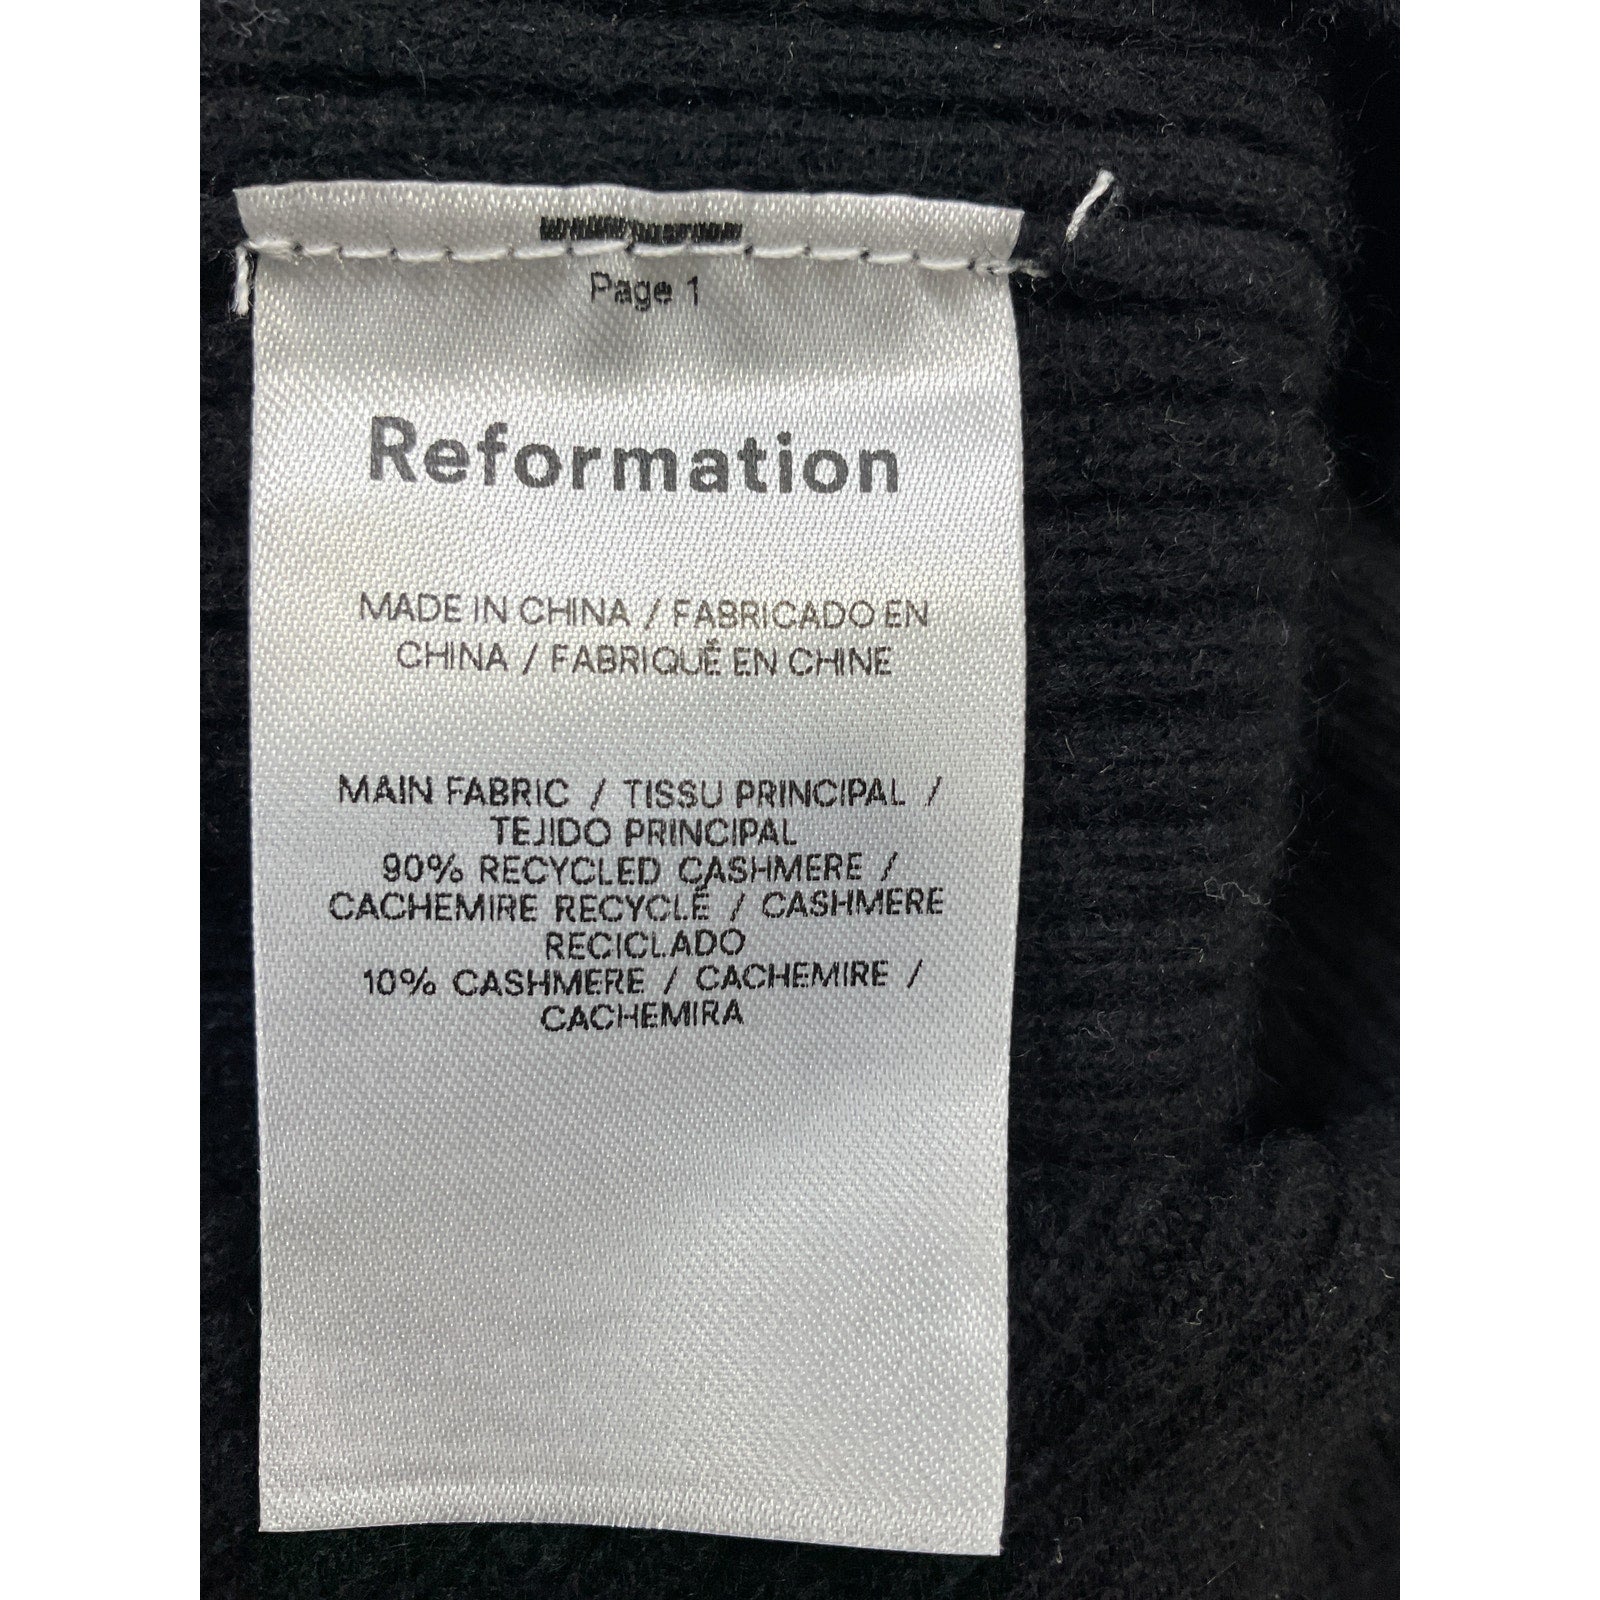 Page 1
Reformation
MADE IN CHINA / FABRICADO EN
CHINA / FABRIQUÉ EN CHINE
MAIN FABRIC / TISSU PRINCIPAL /
TEJIDO PRINCIPAL
90% RECYCLED CASHMERE /
CACHEMIRE RECYCLÉ / CASHMERE
RECICLADO
10% CASHMERE / CACHEMIRE /
CACHEMIRA